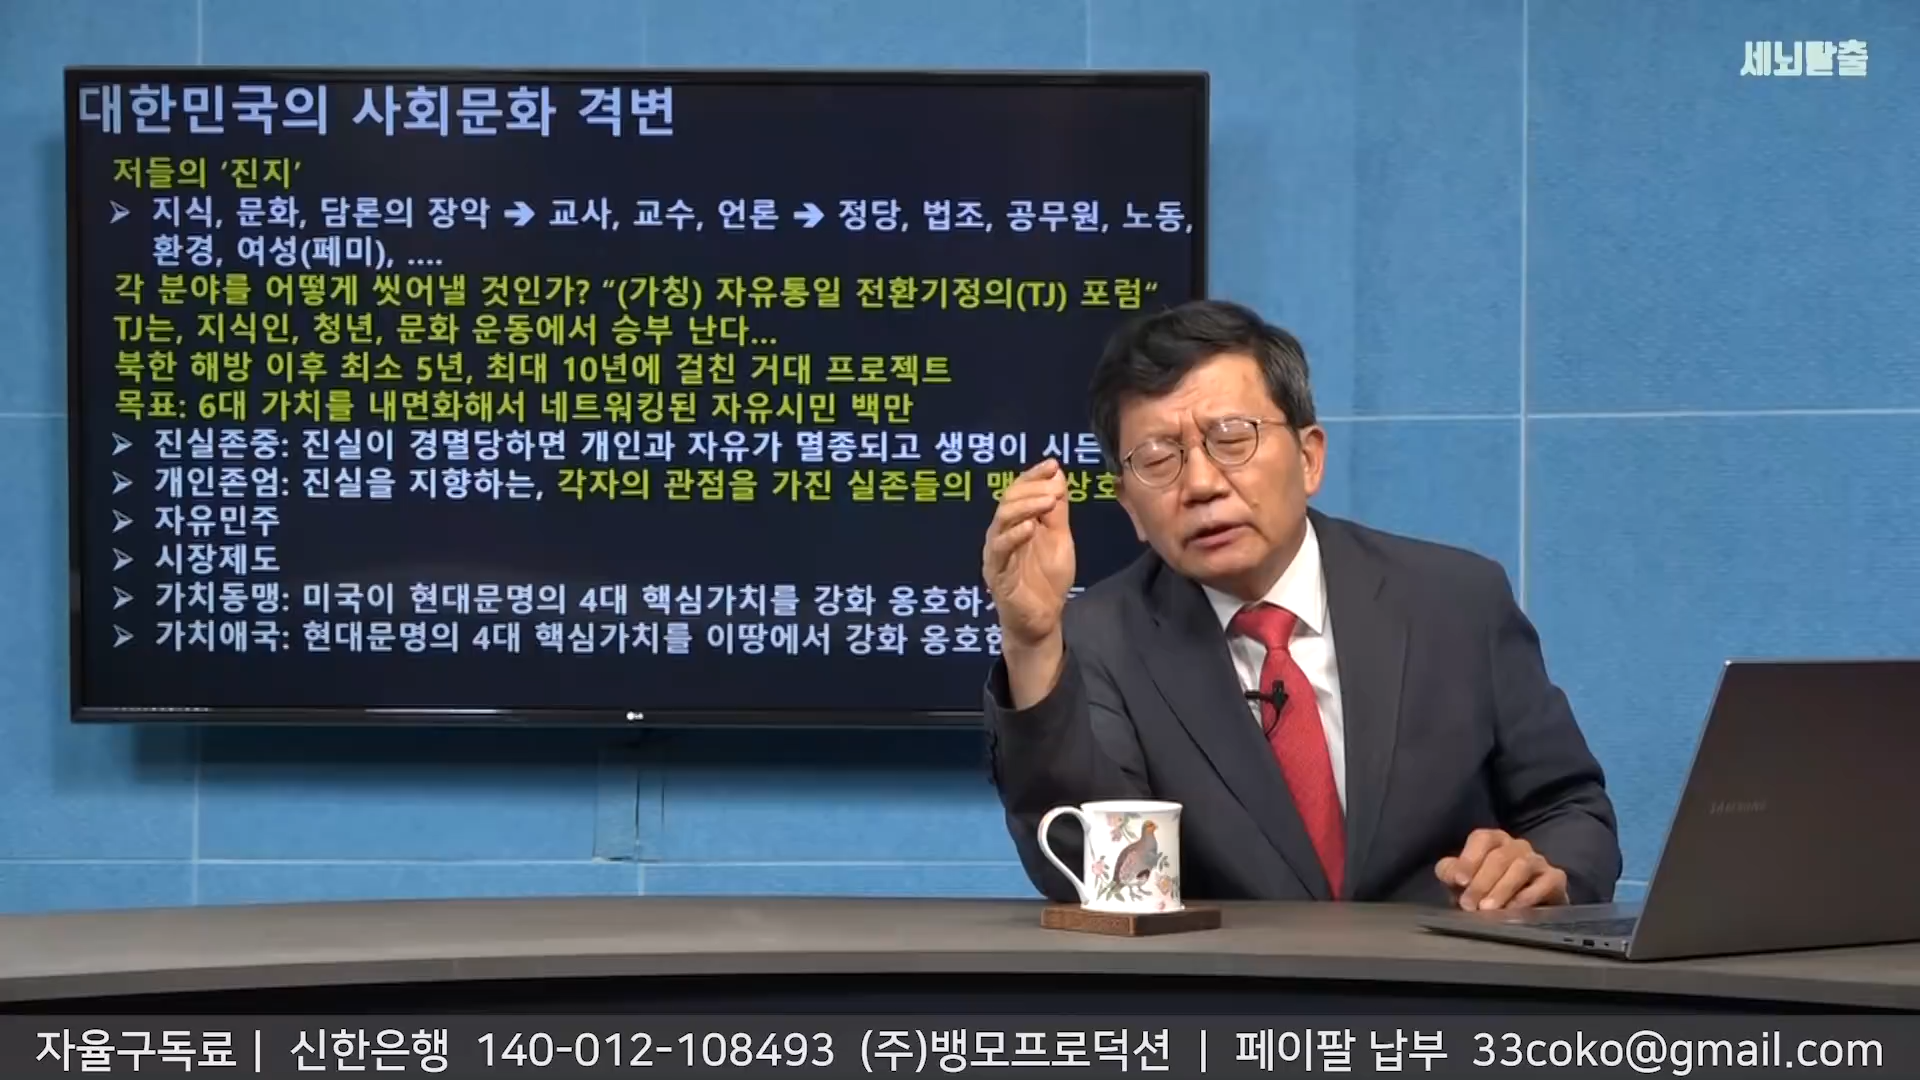 세뇌탈출
대한민국의 사회문화 격변
저들의 ‘진지’
➤ 지식, 문화, 담론의 장악 ➔ 교사, 교수, 언론 ➔ 정당, 법조, 공무원, 노동,
환경, 여성(페미), ....
각 분야를 어떻게 씻어낼 것인가? “(가칭) 자유통일 전환기정의(TJ) 포럼“
TJ는, 지식인, 청년, 문화 운동에서 승부 난다...
북한 해방 이후 최소 5년, 최대 10년에 걸친 거대 프로젝트
목표: 6대 가치를 내면화해서 네트워킹된 자유시민 백만
➤ 진실존중: 진실이 경멸당하면 개인과 자유가 멸종되고 생명이 시든
➤ 개인존엄: 진실을 지향하는, 각자의 관점을 가진 실존들의 상호
➤ 자유민주
➤ 시장제도
➤ 가치동맹: 미국이 현대문명의 4대 핵심가치를 강화 옹호하
➤ 가치애국: 현대문명의 4대 핵심가치를 이땅에서 강화 옹호한
LG
SAMSUNG
자율구독료 | 신한은행 140-012-108493 (주)뱅모프로덕션 | 페이팔 납부 33coko@gmail.com